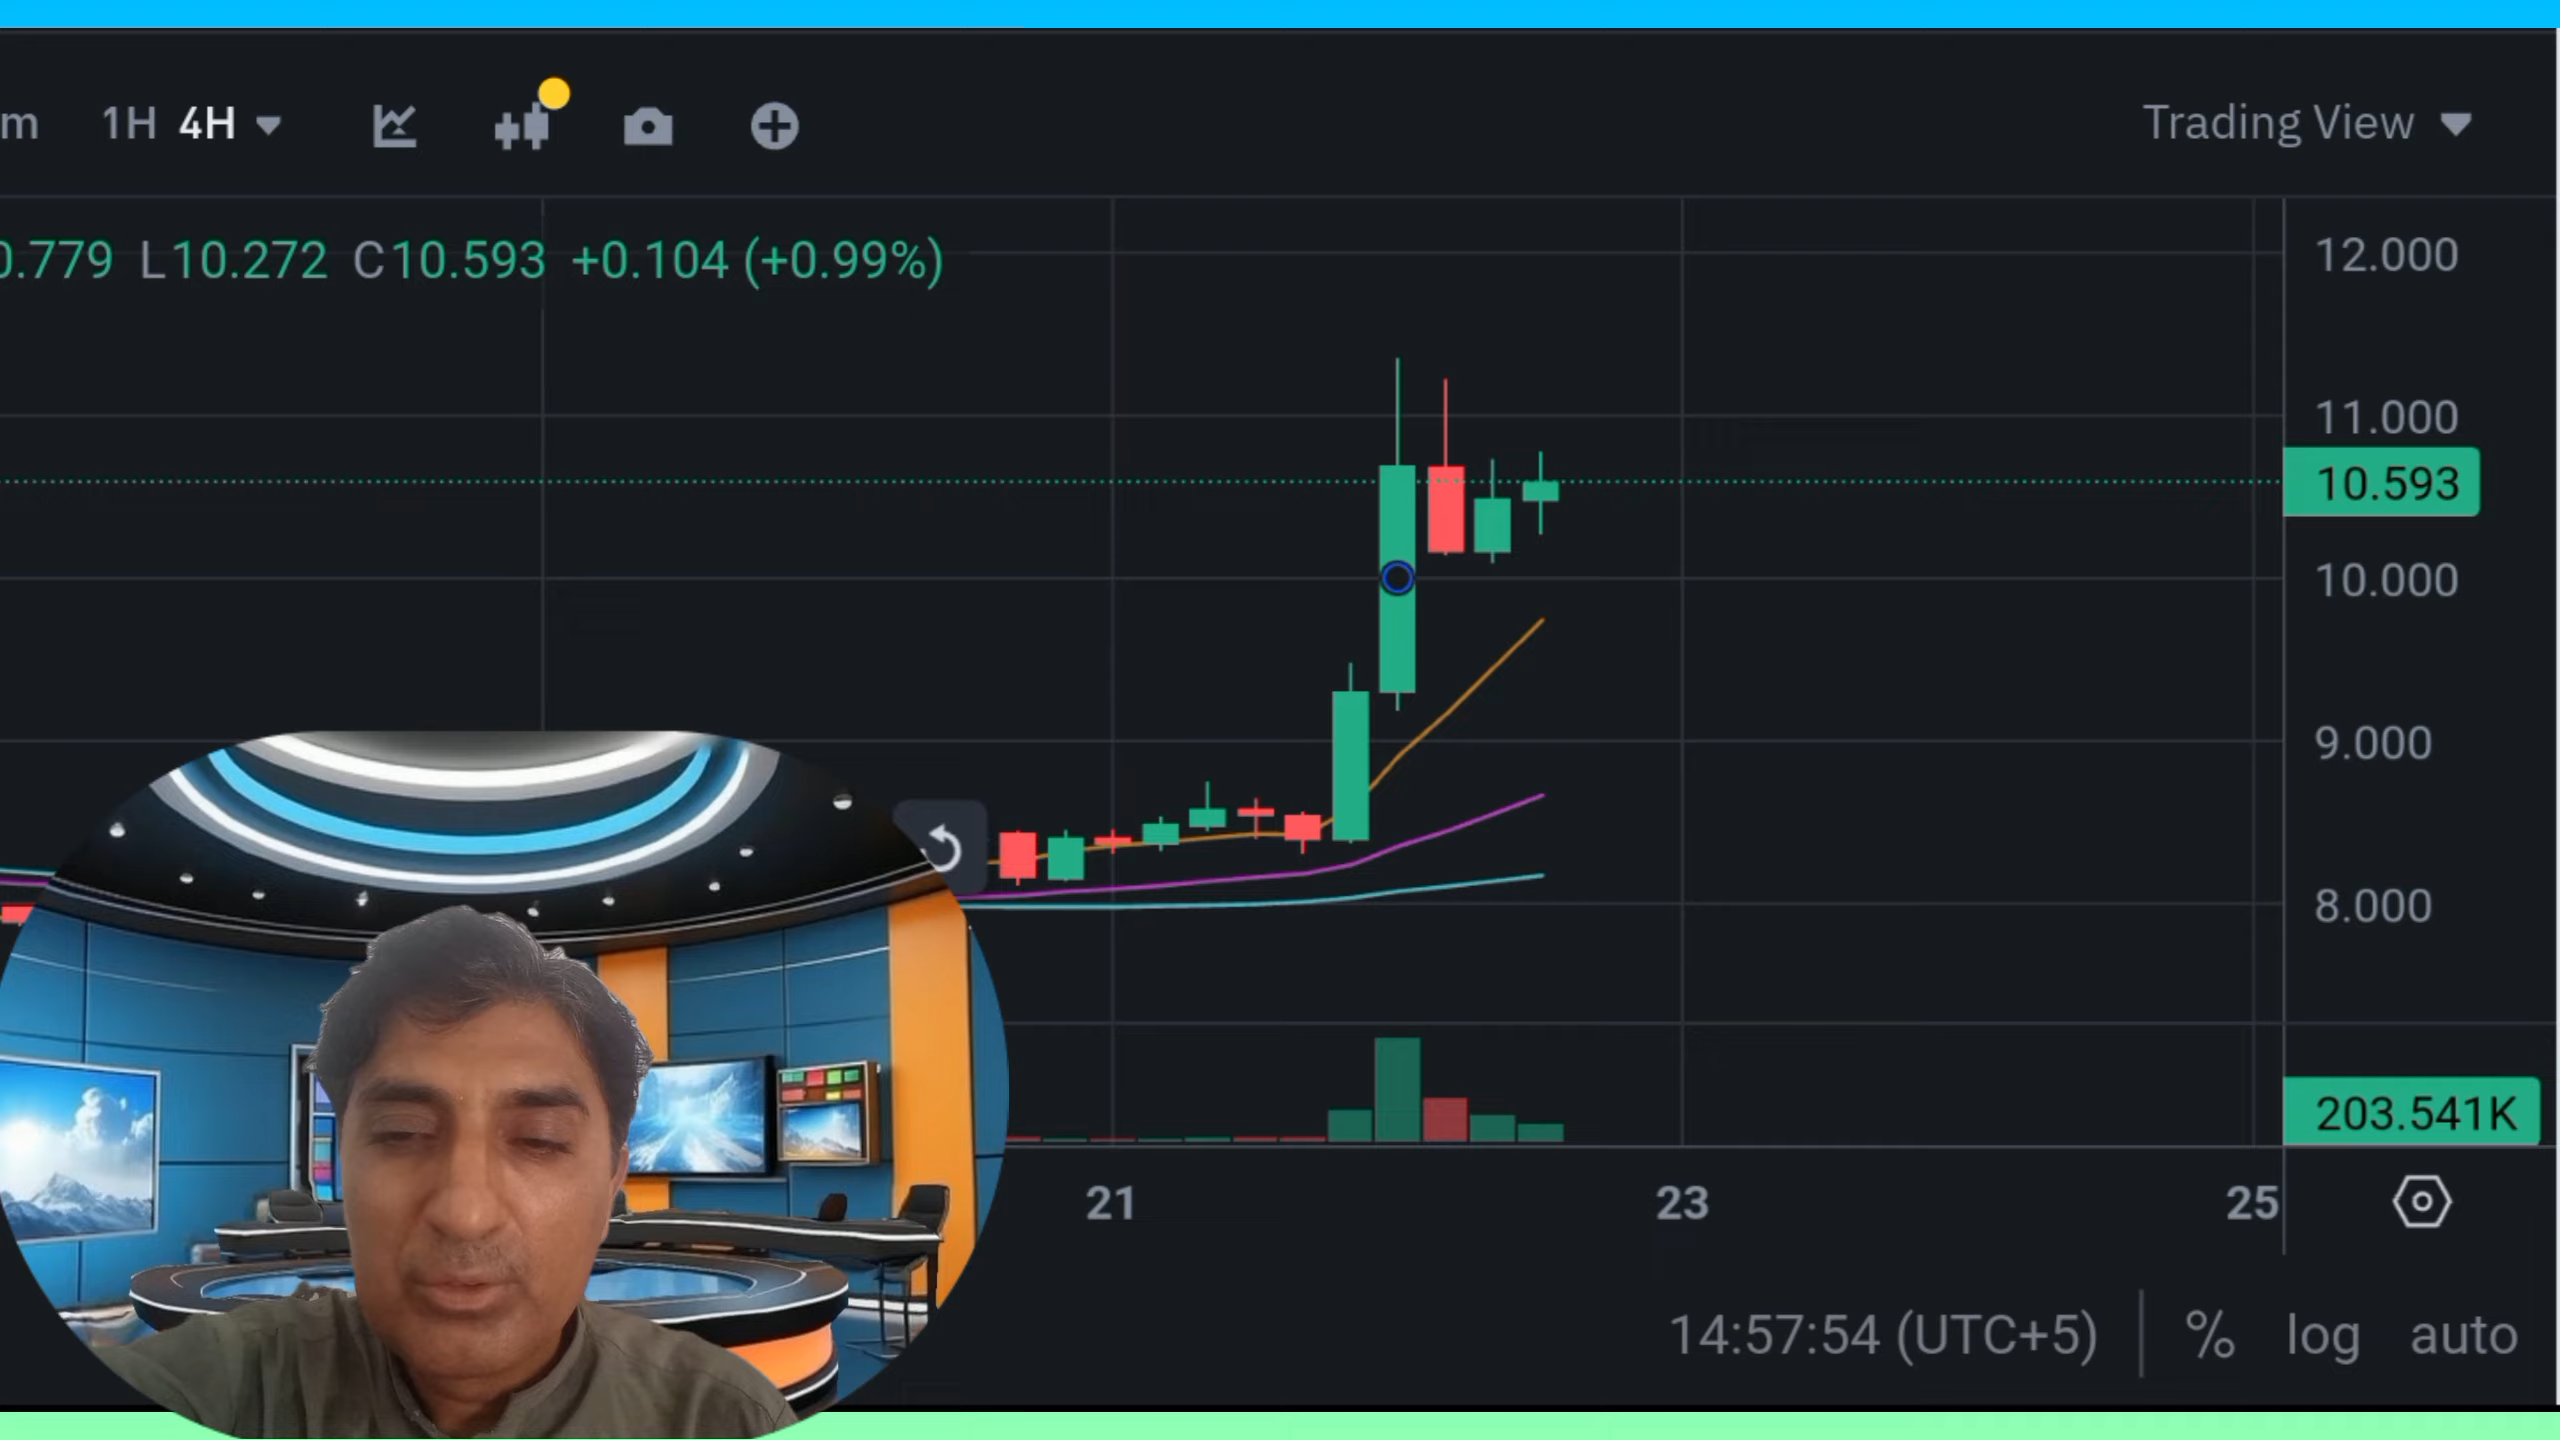 m 1H 4H Trading View
0.779 L10.272 C10.593 +0.104 (+0.99%)
12.000
11.000
10.593
10.000
9.000
8.000
203.541K
21 23 25
14:57:54 (UTC+5) % log auto